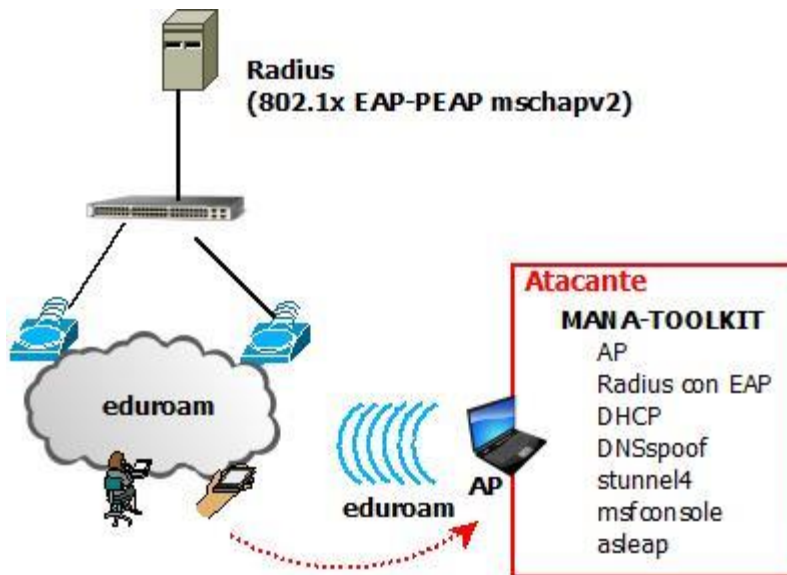 Radius
(802.1x EAP-PEAP mschapv2)
Atacante
MANA-TOOLKIT
AP
Radius con EAP
DHCP
DNSspoof
stunnel4
msfconsole
asleap
eduroam
AP
eduroam